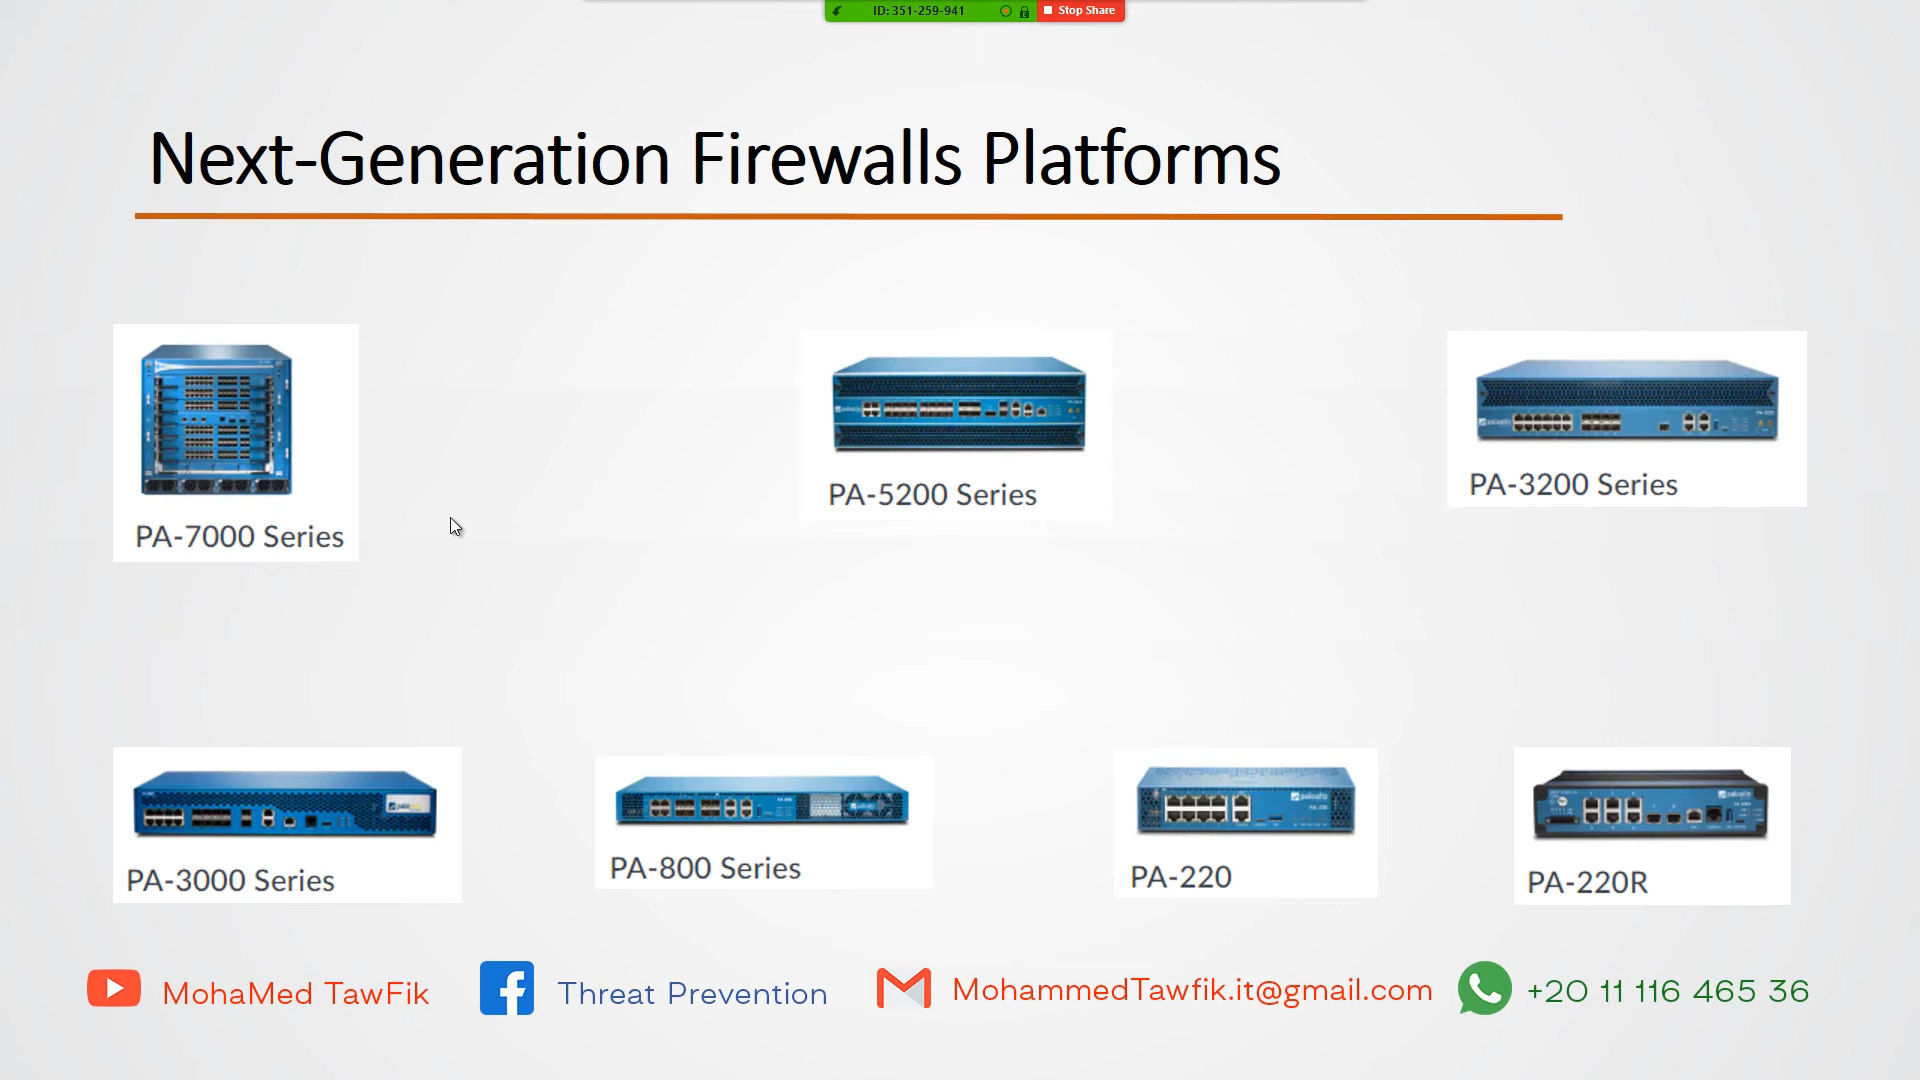 ID: 351-259-941
Stop Share
Next-Generation Firewalls Platforms
PA-7000 Series
PA-5200 Series
PA-3200 Series
PA-3000 Series
PA-800 Series
PA-220
PA-220R
MohaMed TawFik
Threat Prevention
MohammedTawfik.it@gmail.com
+20 11 116 465 36